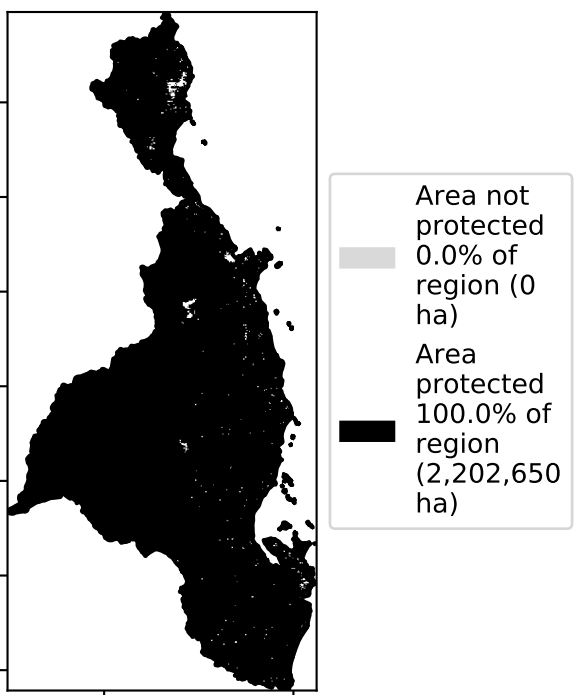 Area not
protected
0.0% of
region (0
ha)
Area
protected
100.0% of
region
(2,202,650
ha)